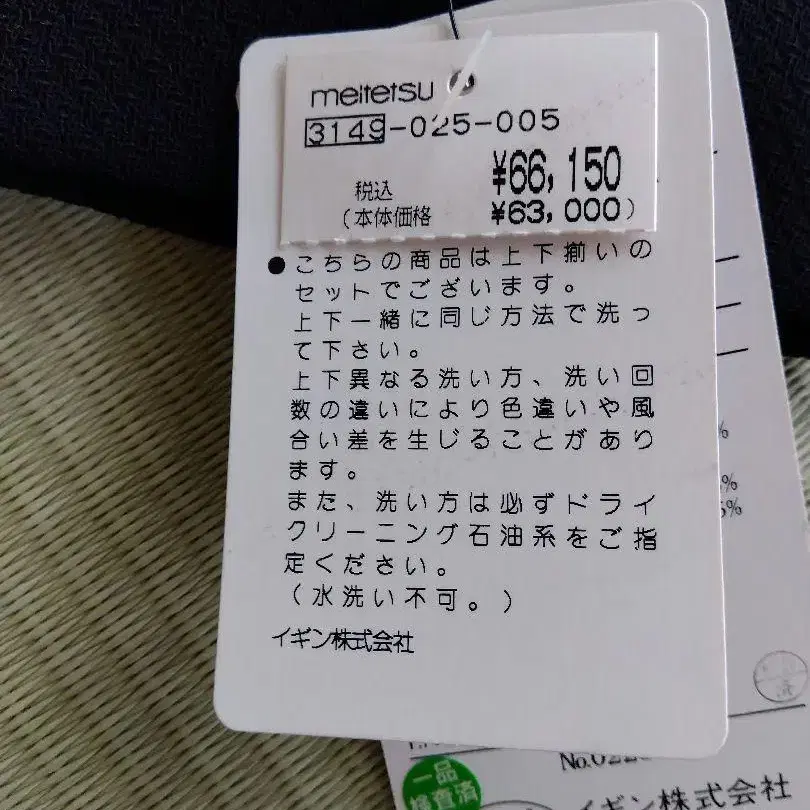 meitetsu
3149-025-005
税込 ¥66,150
(本体価格 ¥63,000)
●こちらの商品は上下揃いの
セットでございます。
上下一緒に同じ方法で洗っ
て下さい。
上下異なる洗い方、洗い回
数の違いにより色違いや風
合い差を生じることがあり
ます。
また、洗い方は必ずドライ
クリーニング石油系をご指
定ください。
(水洗い不可。)
イギン株式会社
%
%
5%
済
一品
検査済
イギン株式会社